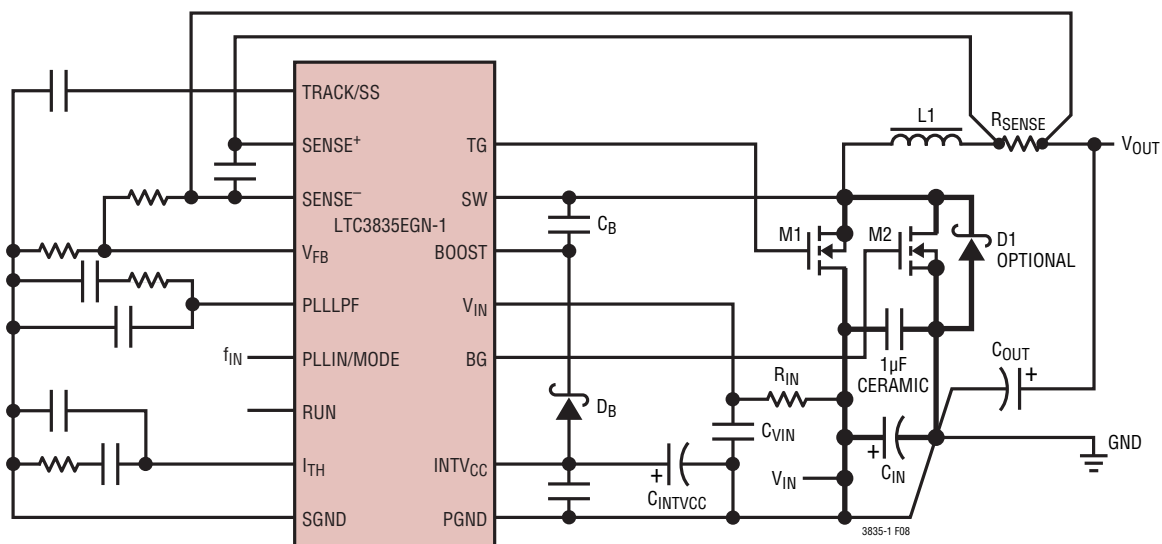 TRACK/SS
SENSE+
SENSE−
LTC3835EGN-1
VFB
PLLLPF
fIN
PLLIN/MODE
RUN
ITH
SGND
TG
SW
BOOST
VIN
BG
INTVCC
PGND
CB
DB
+
CINTVCC
CVIN
RIN
VIN
M1
M2
L1
RSENSE
VOUT
D1
OPTIONAL
1µF
CERAMIC
COUT
+
+
CIN
GND
3835-1 F08